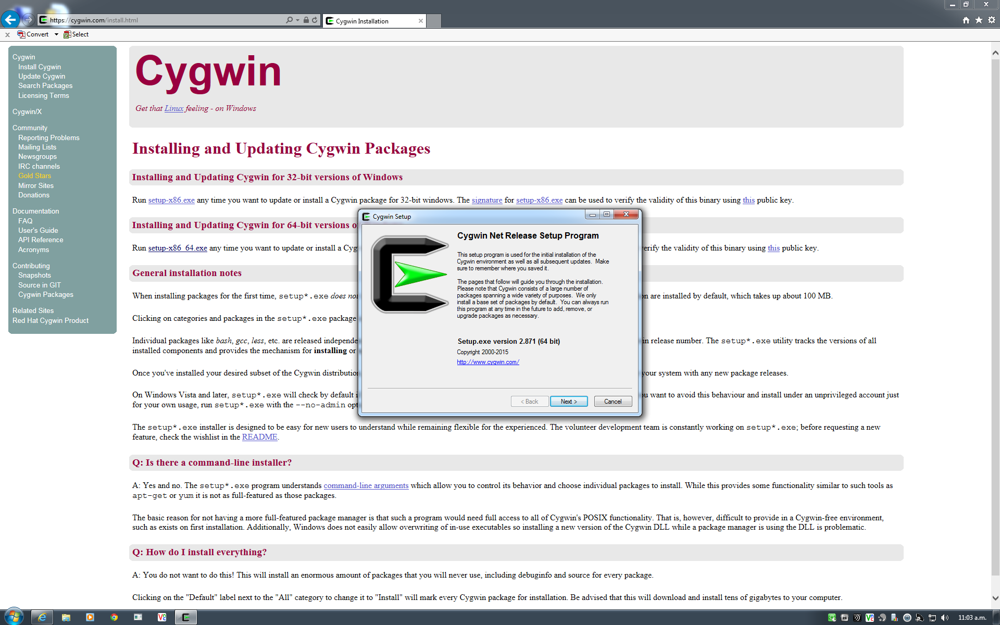 https://cygwin.com/install.html
Cygwin Installation
Convert
Select
Cygwin
Install Cygwin
Update Cygwin
Search Packages
Licensing Terms
Cygwin/X
Community
Reporting Problems
Mailing Lists
Newsgroups
IRC channels
Gold Stars
Mirror Sites
Donations
Documentation
FAQ
User's Guide
API Reference
Acronyms
Contributing
Snapshots
Source in GIT
Cygwin Packages
Related Sites
Red Hat Cygwin Product
Cygwin
Get that Linux feeling - on Windows
Installing and Updating Cygwin Packages
Installing and Updating Cygwin for 32-bit versions of Windows
Run setup-x86.exe any time you want to update or install a Cygwin package for 32-bit windows. The signature for setup-x86.exe can be used to verify the validity of this binary using this public key.
Installing and Updating Cygwin for 64-bit versions
Run setup-x86_64.exe any time you want to update or install a Cyg
erify the validity of this binary using this public key.
General installation notes
When installing packages for the first time, setup*.exe does not
on are installed by default, which takes up about 100 MB.
Clicking on categories and packages in the setup*.exe package
Individual packages like bash, gcc, less, etc. are released independe
in release number. The setup*.exe utility tracks the versions of all
installed components and provides the mechanism for installing or
Once you've installed your desired subset of the Cygwin distribution
your system with any new package releases.
On Windows Vista and later, setup*.exe will check by default i
u want to avoid this behaviour and install under an unprivileged account just
for your own usage, run setup*.exe with the --no-admin opt
The setup*.exe installer is designed to be easy for new users to understand while remaining flexible for the experienced. The volunteer development team is constantly working on setup*.exe; before requesting a new
feature, check the wishlist in the README.
Q: Is there a command-line installer?
A: Yes and no. The setup*.exe program understands command-line arguments which allow you to control its behavior and choose individual packages to install. While this provides some functionality similar to such tools as
apt-get or yum it is not as full-featured as those packages.
The basic reason for not having a more full-featured package manager is that such a program would need full access to all of Cygwin's POSIX functionality. That is, however, difficult to provide in a Cygwin-free environment,
such as exists on first installation. Additionally, Windows does not easily allow overwriting of in-use executables so installing a new version of the Cygwin DLL while a package manager is using the DLL is problematic.
Q: How do I install everything?
A: You do not want to do this! This will install an enormous amount of packages that you will never use, including debuginfo and source for every package.
Clicking on the "Default" label next to the "All" category to change it to "Install" will mark every Cygwin package for installation. Be advised that this will download and install tens of gigabytes to your computer.
Cygwin Setup
Cygwin Net Release Setup Program
This setup program is used for the initial installation of the
Cygwin environment as well as all subsequent updates. Make
sure to remember where you saved it.
The pages that follow will guide you through the installation.
Please note that Cygwin consists of a large number of
packages spanning a wide variety of purposes. We only
install a base set of packages by default. You can always run
this program at any time in the future to add, remove, or
upgrade packages as necessary.
Setup.exe version 2.871 (64 bit)
Copyright 2000-2015
http://www.cygwin.com/
< Back
Next >
Cancel
11:03 a.m.